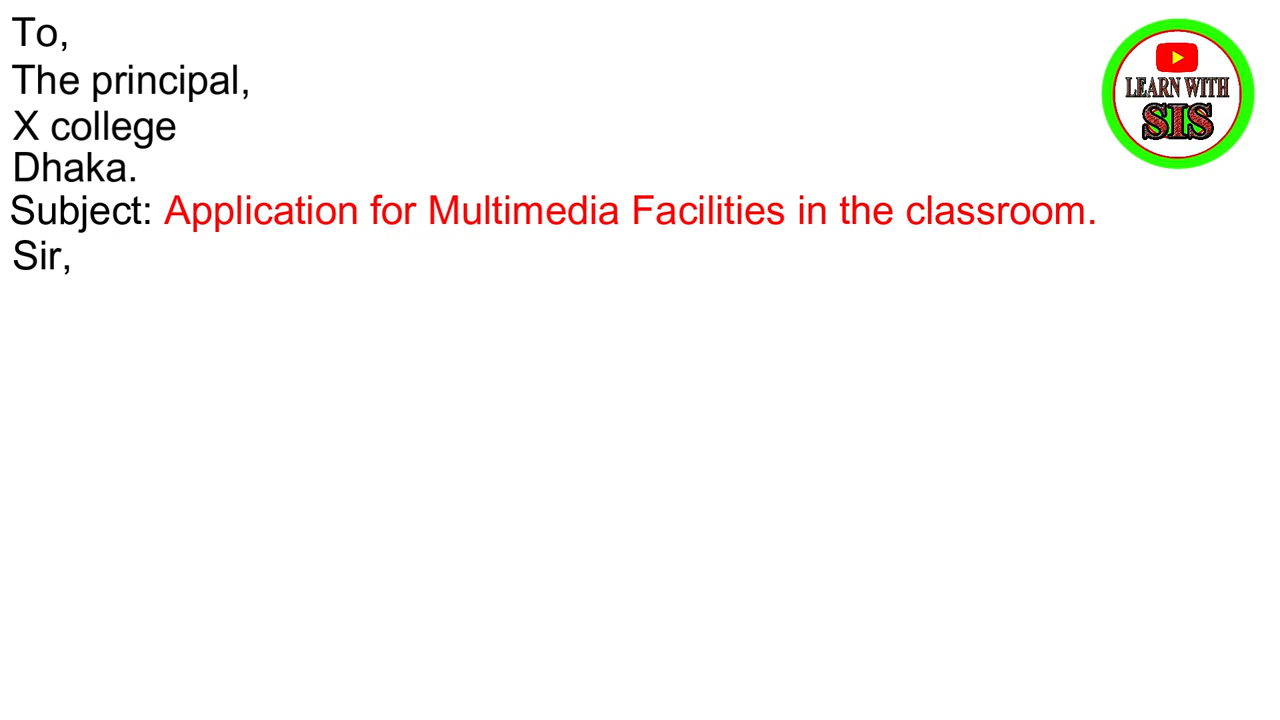 To,
The principal,
X college
Dhaka.
Subject: Application for Multimedia Facilities in the classroom.
Sir,
LEARN WITH
SIS